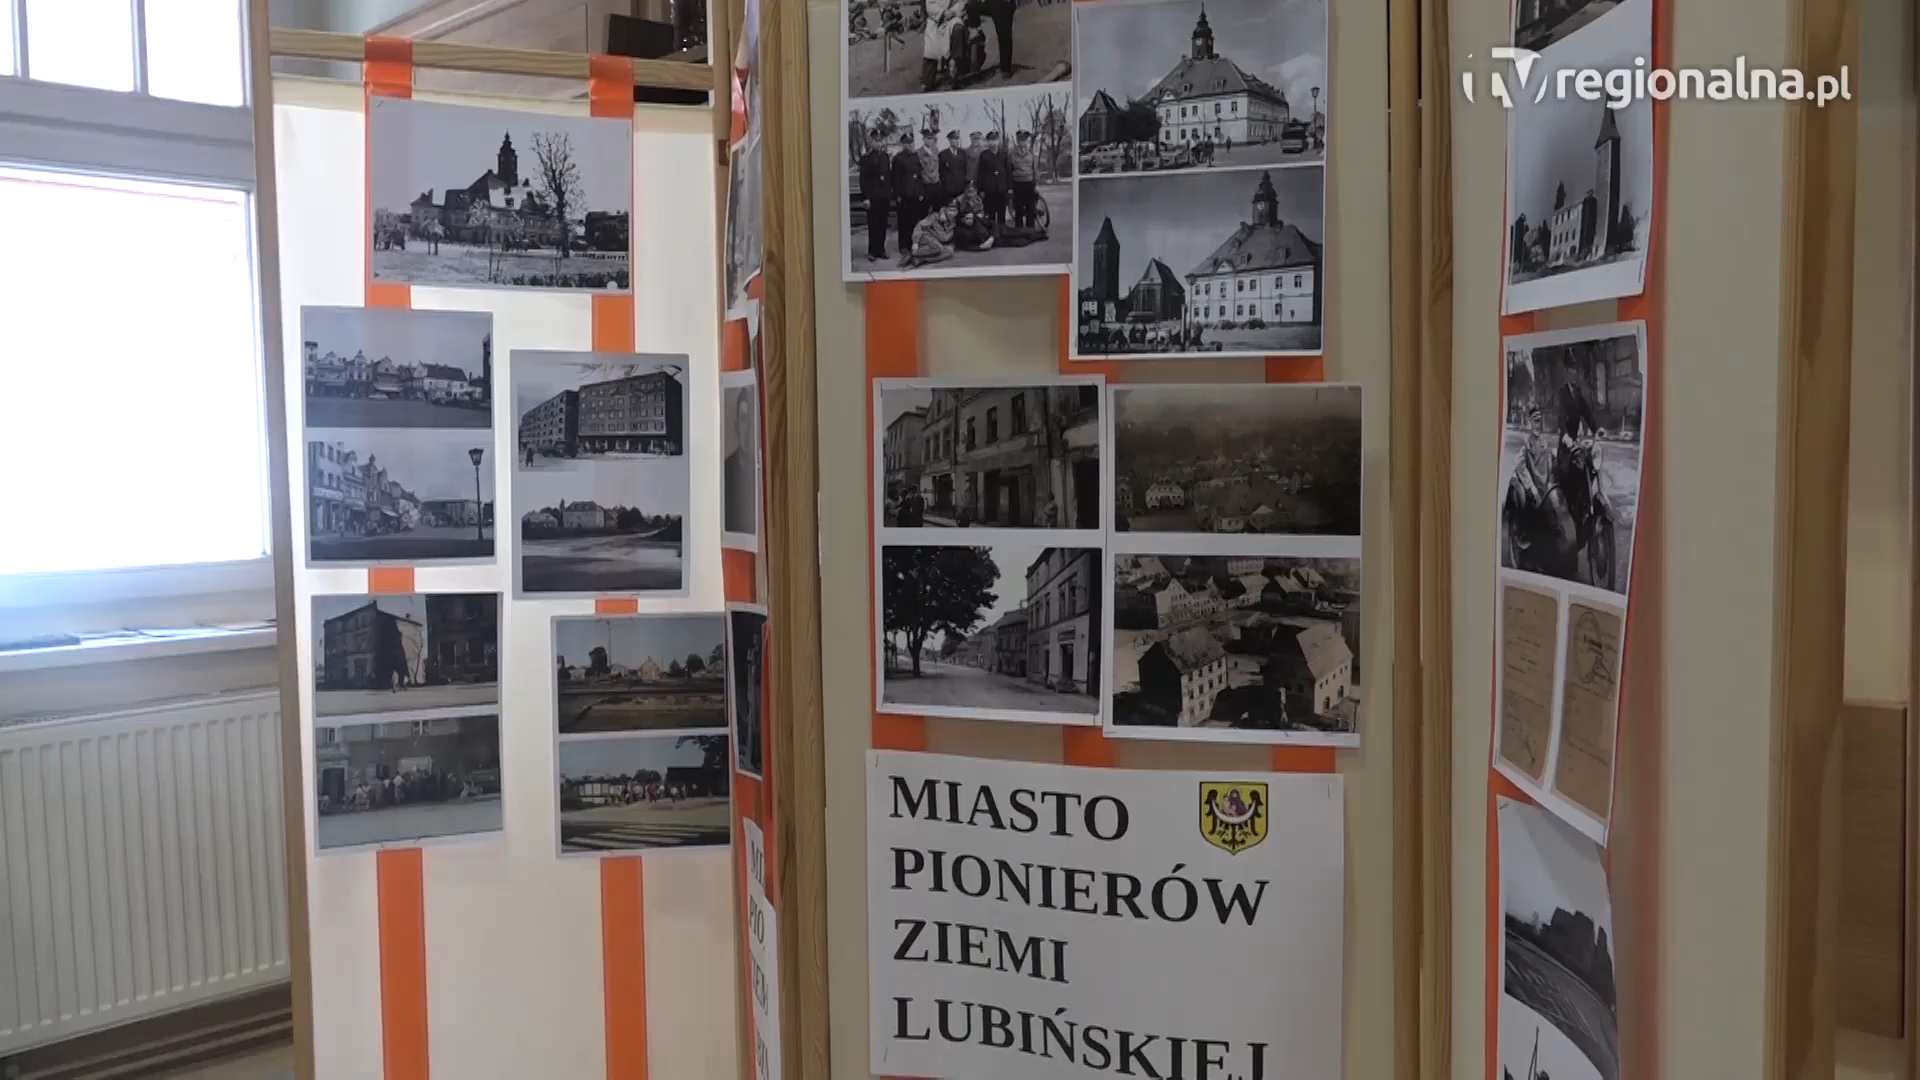 regionalna.pl
MIASTO
PIONIERÓW
ZIEMI
LUBIŃSKIEJ